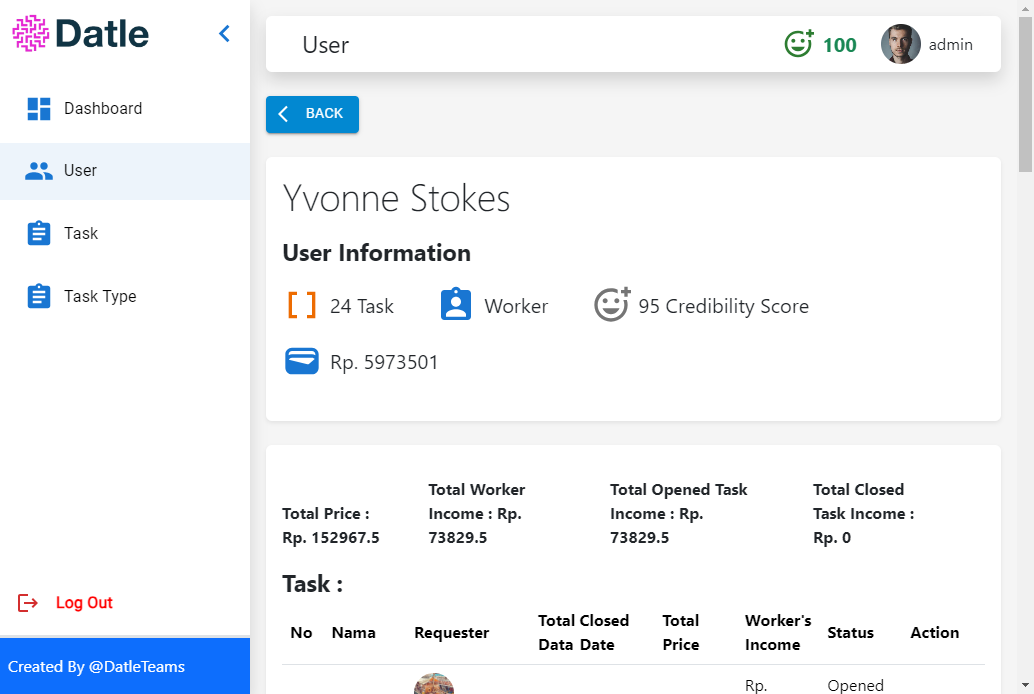 Datle
User
100
admin
Dashboard
User
Task
Task Type
BACK
Yvonne Stokes
User Information
24 Task
Worker
95 Credibility Score
Rp. 5973501
Total Price :
Rp. 152967.5
Total Worker
Income : Rp.
73829.5
Total Opened Task
Income : Rp.
73829.5
Total Closed
Task Income :
Rp. 0
Task :
No
Nama
Requester
Total
Data
Closed
Date
Total
Price
Worker's
Income
Status
Action
Rp.
Opened
Log Out
Created By @DatleTeams